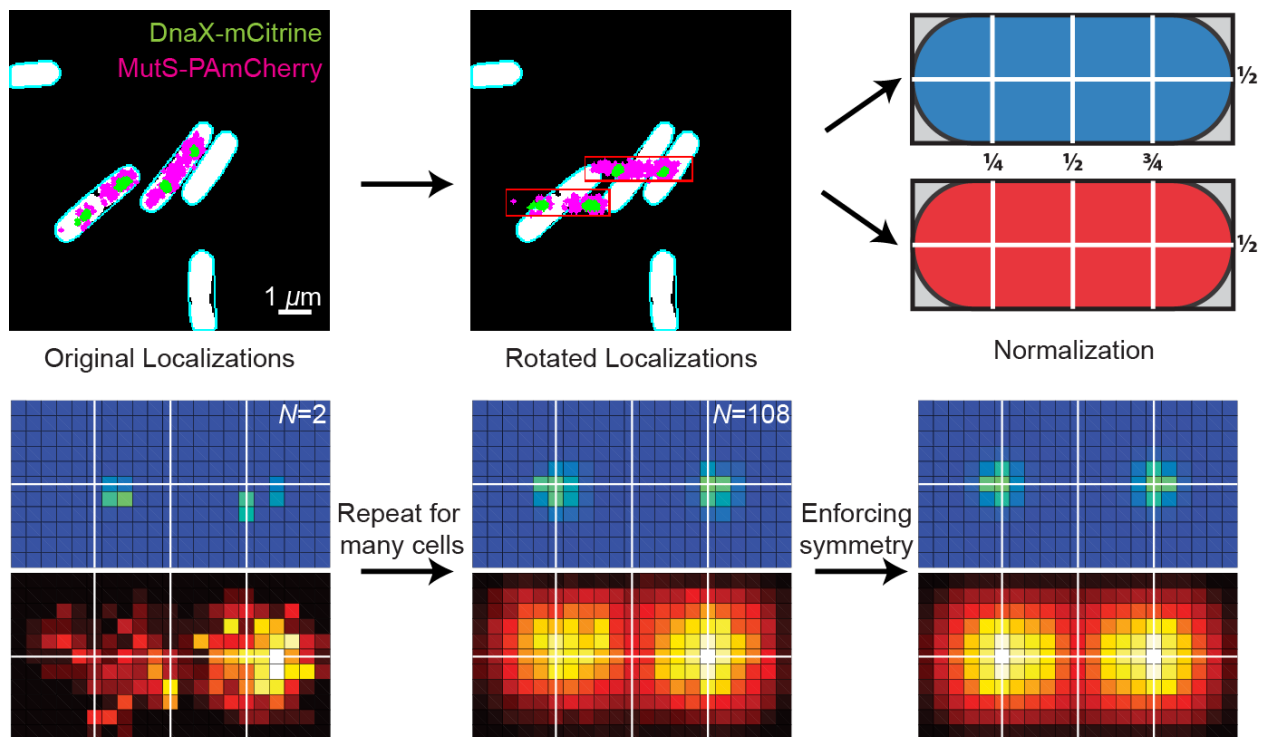 DnaX-mCitrine
MutS-PAmCherry
1 µm
Original Localizations
Rotated Localizations
½
¼ ½ ¾
½
Normalization
N=2
Repeat for
many cells
N=108
Enforcing
symmetry